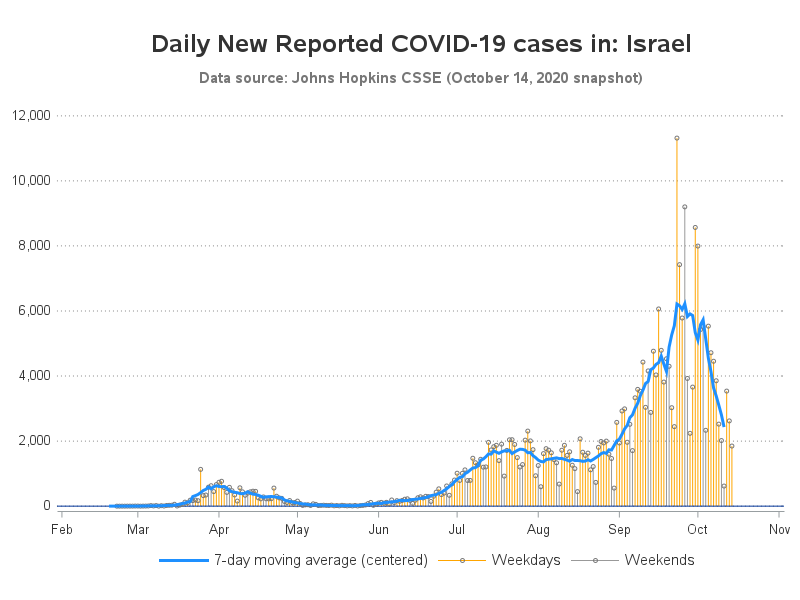 Daily New Reported COVID-19 cases in: Israel
Data source: Johns Hopkins CSSE (October 14, 2020 snapshot)
12,000
10,000
8,000
6,000
4,000
2,000
0
Feb Mar Apr May Jun Jul Aug Sep Oct Nov
7-day moving average (centered) Weekdays Weekends